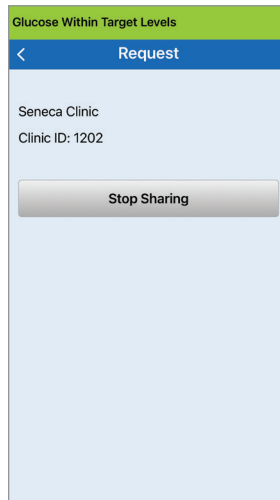 Glucose Within Target Levels
Request
Seneca Clinic
Clinic ID: 1202
Stop Sharing